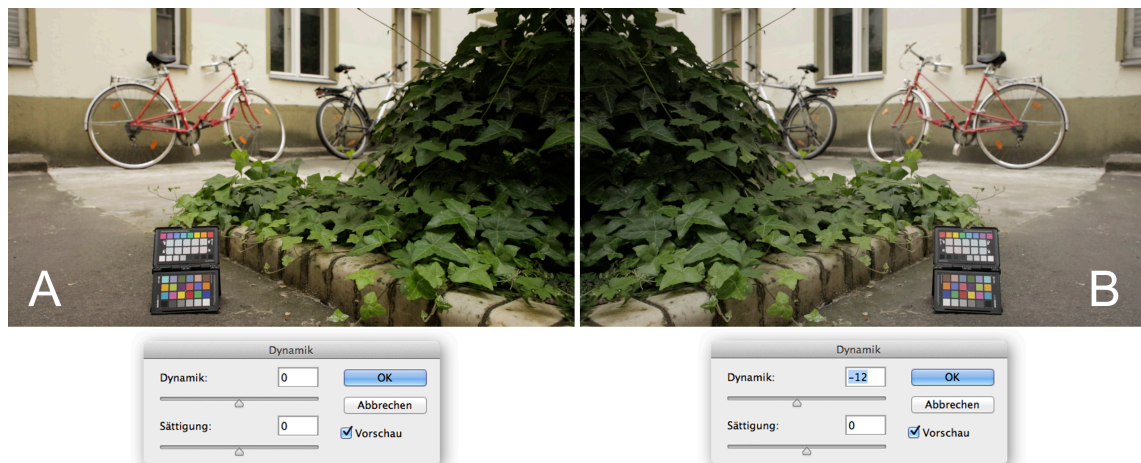 A
B
Dynamik
Dynamik:
0
OK
Abbrechen
Sättigung:
0
Vorschau
Dynamik
Dynamik:
-12
OK
Abbrechen
Sättigung:
0
Vorschau